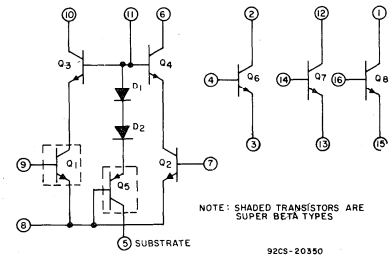 10 11 6 12 1
2
Q3 Q4
D1
4 Q6 14 Q7 16 Q8
D2
9 Q1 Q5 Q2 7
3 13 15
8
NOTE: SHADED TRANSISTORS ARE
SUPER BETA TYPES
5 SUBSTRATE
92CS-20350